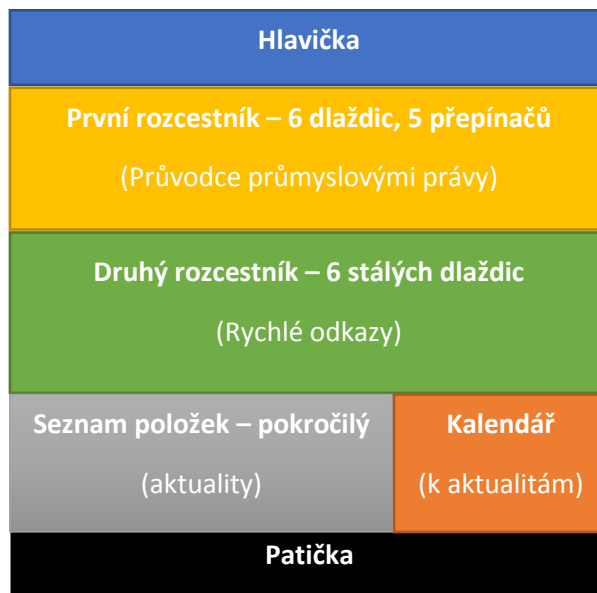 Hlavička
První rozcestník – 6 dlaždic, 5 přepínačů
(Průvodce průmyslovými právy)
Druhý rozcestník – 6 stálých dlaždic
(Rychlé odkazy)
Seznam položek – pokročilý
(aktuality)
Kalendář
(k aktualitám)
Patička